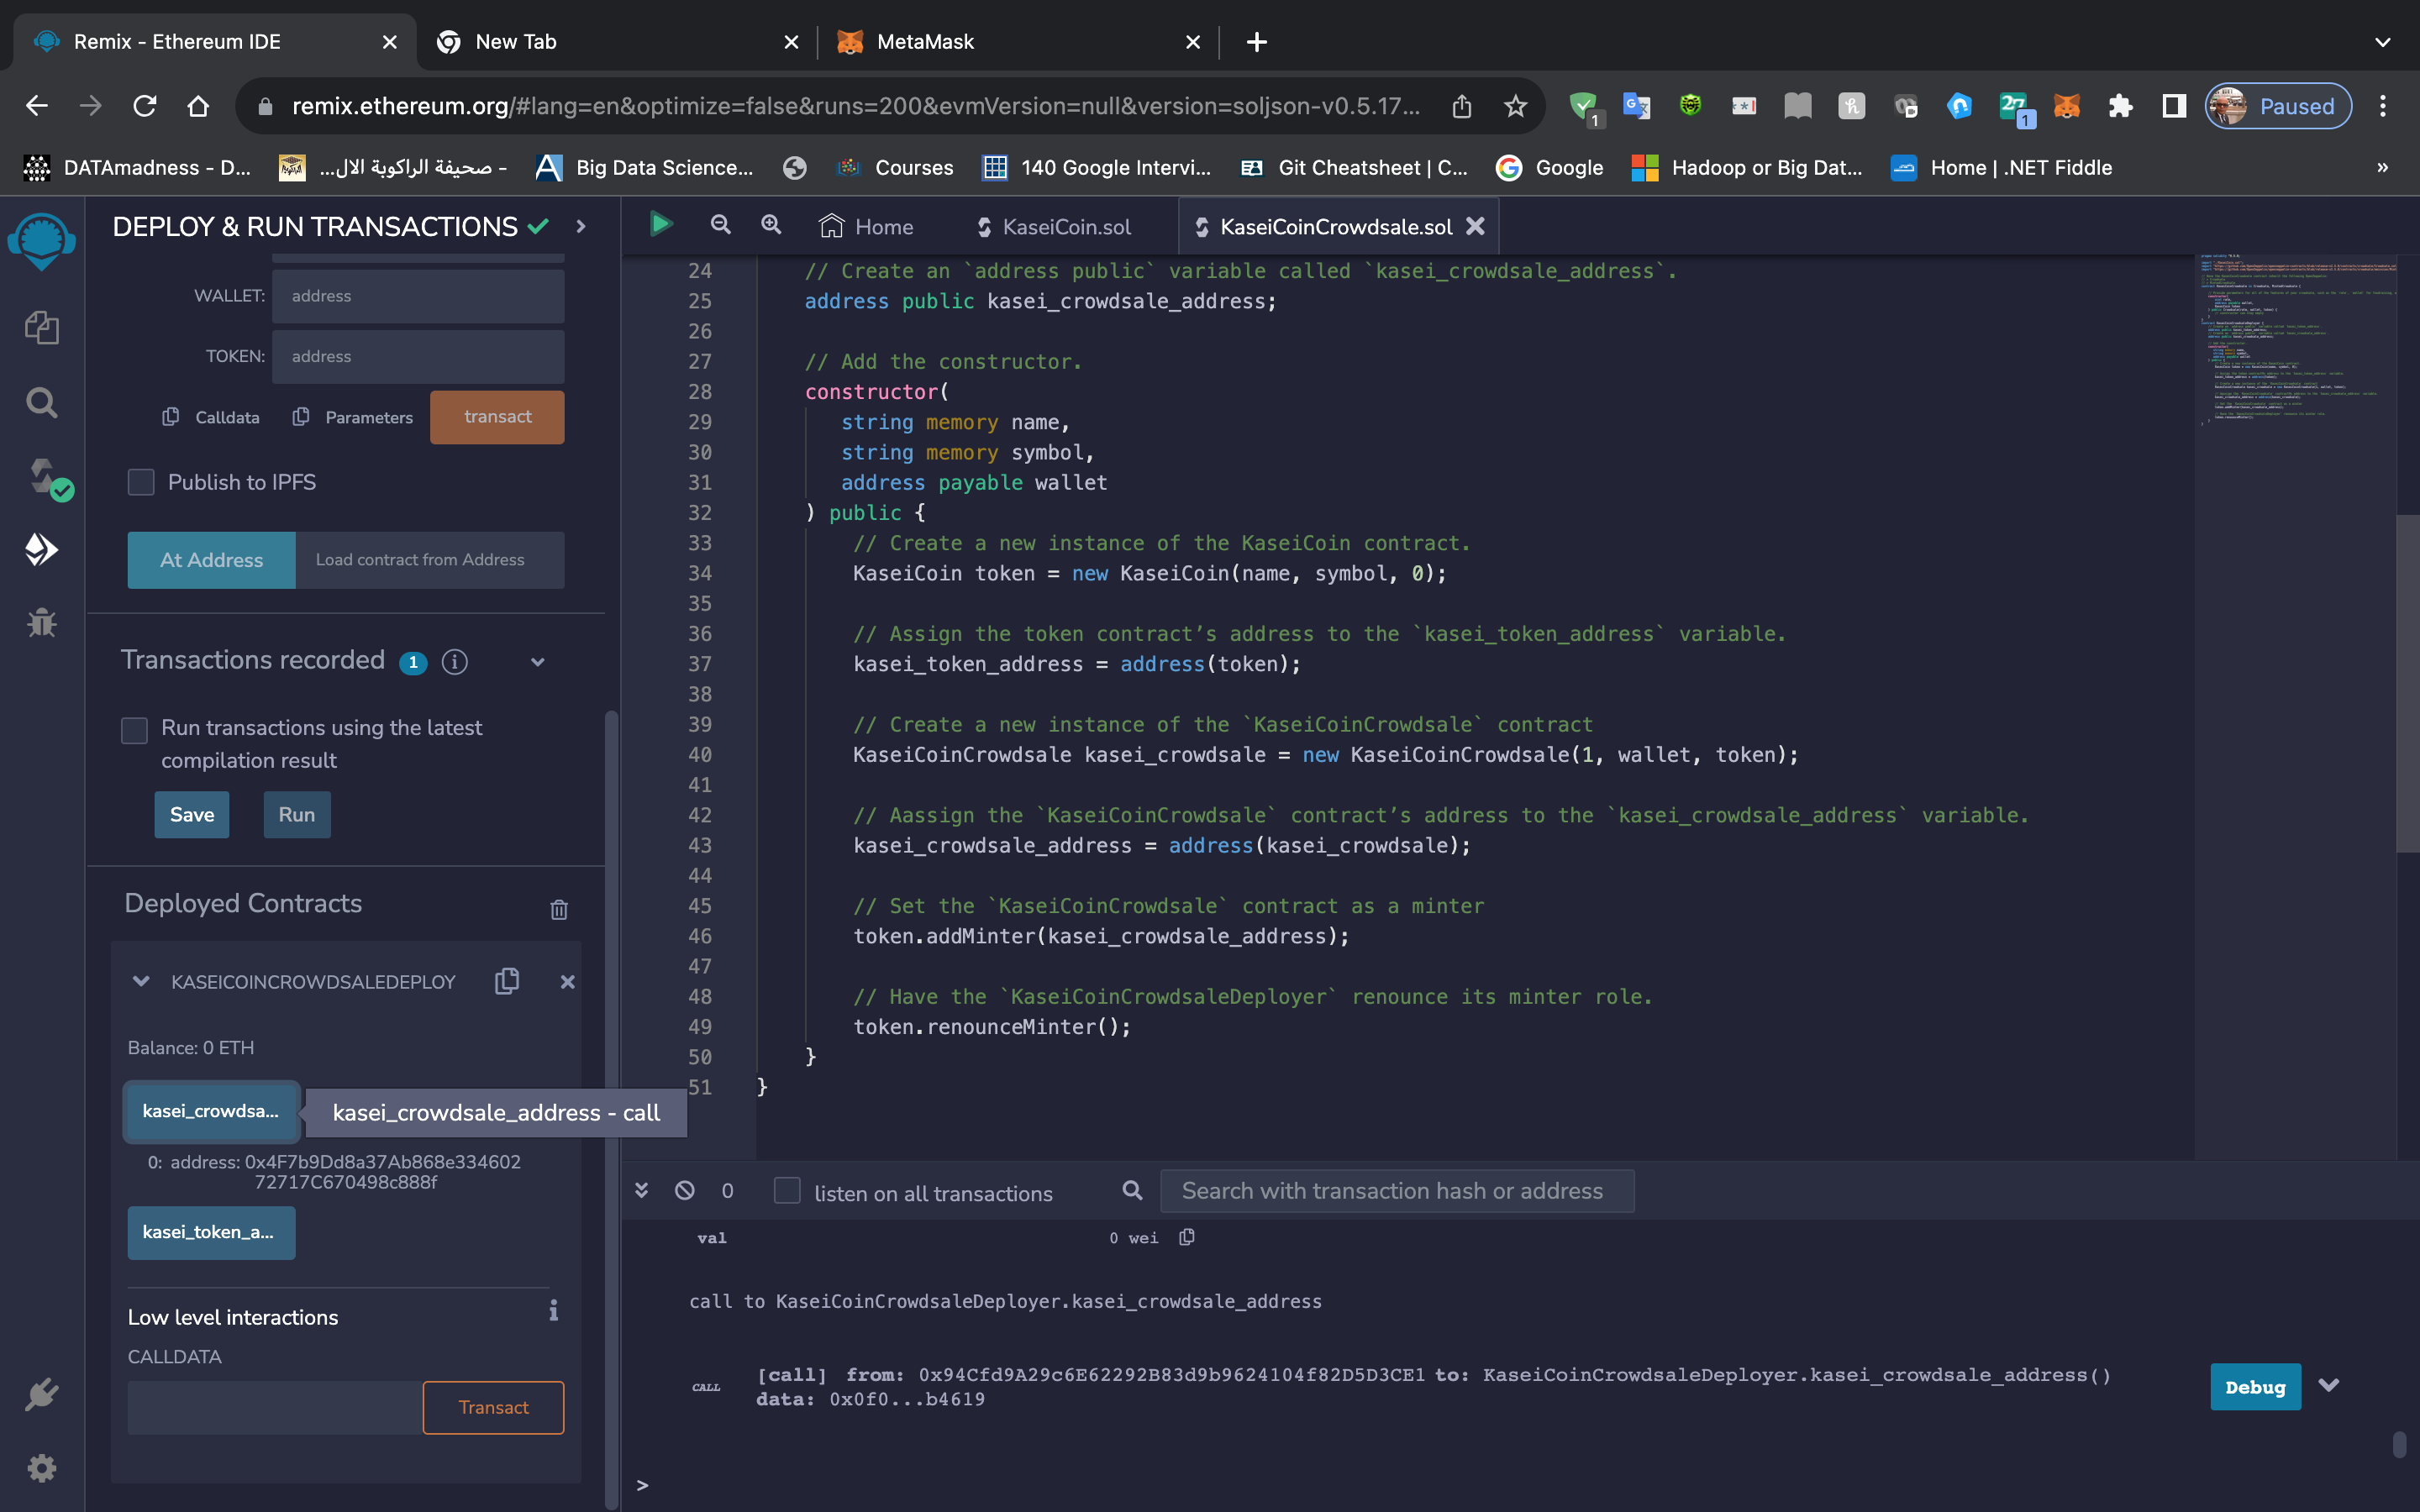 Remix - Ethereum IDE
New Tab
MetaMask
remix.ethereum.org/#lang=en&optimize=false&runs=200&evmVersion=null&version=soljson-v0.5.17...
1
27
1
Paused
DATAmadness - D...
صحيفة الراكوبة الال... -
Big Data Science...
Courses
140 Google Intervi...
Git Cheatsheet | C...
Google
Hadoop or Big Dat...
Home | .NET Fiddle
»
DEPLOY & RUN TRANSACTIONS
WALLET:
address
TOKEN:
address
Calldata
Parameters
transact
Publish to IPFS
At Address
Load contract from Address
Transactions recorded 1 i
Run transactions using the latest
compilation result
Save
Run
Deployed Contracts
KASEICOINCROWDSALEDEPLOY
Balance: 0 ETH
kasei_crowdsa...
kasei_crowdsale_address - call
0: address: 0x4F7b9Dd8a37Ab868e334602
72717C670498c888f
kasei_token_a...
Low level interactions
i
CALLDATA
Transact
Home
KaseiCoin.sol
KaseiCoinCrowdsale.sol
24 // Create an `address public` variable called `kasei_crowdsale_address`.
25 address public kasei_crowdsale_address;
26
27 // Add the constructor.
28 constructor(
29 string memory name,
30 string memory symbol,
31 address payable wallet
32 ) public {
33 // Create a new instance of the KaseiCoin contract.
34 KaseiCoin token = new KaseiCoin(name, symbol, 0);
35
36 // Assign the token contract’s address to the `kasei_token_address` variable.
37 kasei_token_address = address(token);
38
39 // Create a new instance of the `KaseiCoinCrowdsale` contract
40 KaseiCoinCrowdsale kasei_crowdsale = new KaseiCoinCrowdsale(1, wallet, token);
41
42 // Aassign the `KaseiCoinCrowdsale` contract’s address to the `kasei_crowdsale_address` variable.
43 kasei_crowdsale_address = address(kasei_crowdsale);
44
45 // Set the `KaseiCoinCrowdsale` contract as a minter
46 token.addMinter(kasei_crowdsale_address);
47
48 // Have the `KaseiCoinCrowdsaleDeployer` renounce its minter role.
49 token.renounceMinter();
50 }
51 }
0
listen on all transactions
Search with transaction hash or address
val 0 wei
call to KaseiCoinCrowdsaleDeployer.kasei_crowdsale_address
CALL
[call] from: 0x94Cfd9A29c6E62292B83d9b9624104f82D5D3CE1 to: KaseiCoinCrowdsaleDeployer.kasei_crowdsale_address()
data: 0x0f0...b4619
Debug
>